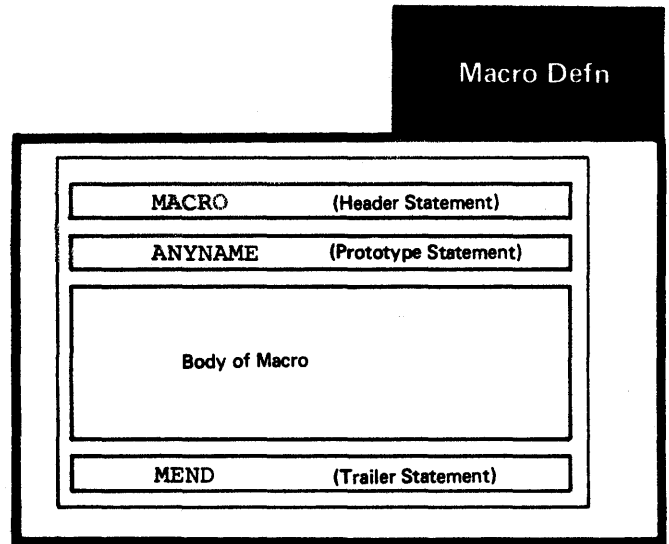 Macro Defn
MACRO (Header Statement)
ANYNAME (Prototype Statement)
Body of Macro
MEND (Trailer Statement)